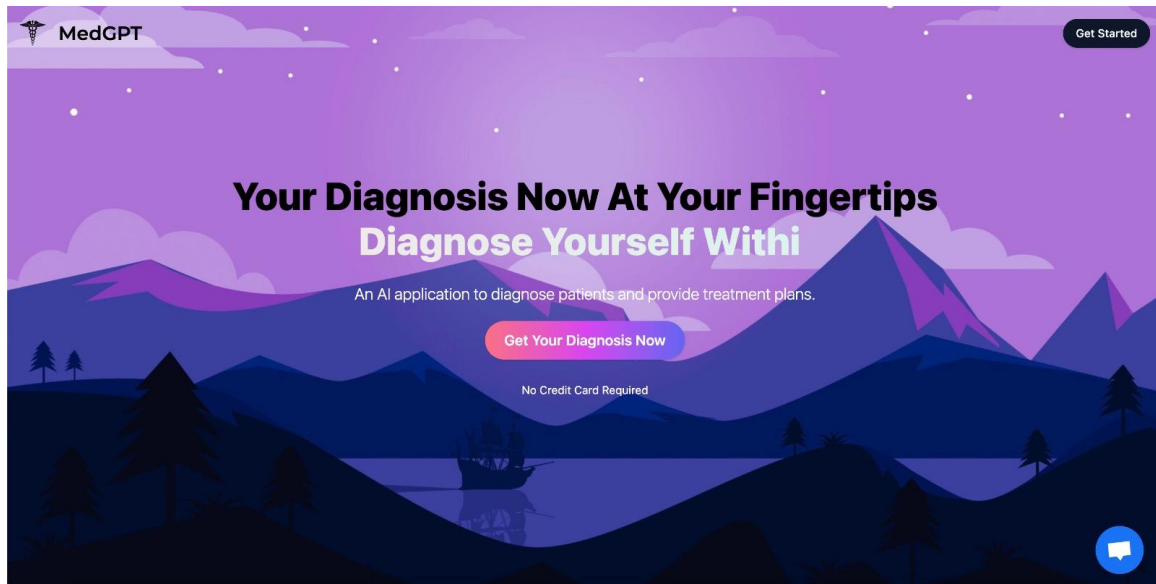 MedGPT
Get Started
Your Diagnosis Now At Your Fingertips
Diagnose Yourself Withi
An AI application to diagnose patients and provide treatment plans.
Get Your Diagnosis Now
No Credit Card Required